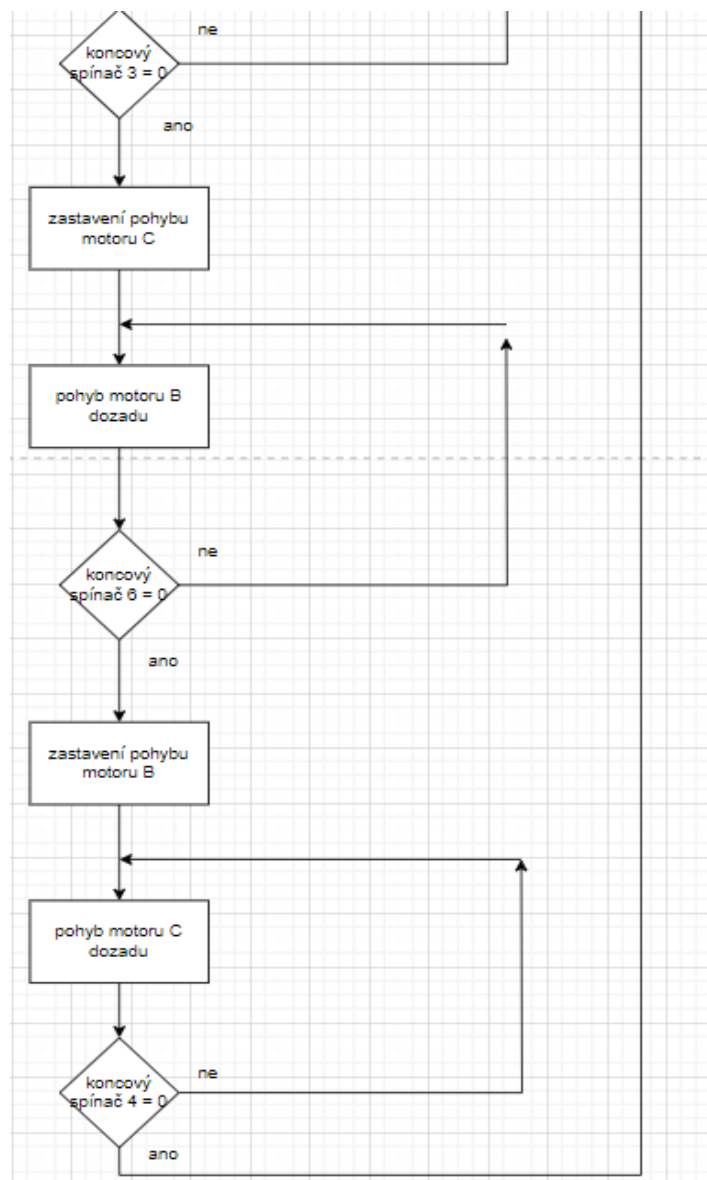 ne
koncový
spínač 3 = 0
ano
zastavení pohybu
motoru C
pohyb motoru B
dozadu
ne
koncový
spínač 6 = 0
ano
zastavení pohybu
motoru B
pohyb motoru C
dozadu
ne
koncový
spínač 4 = 0
ano